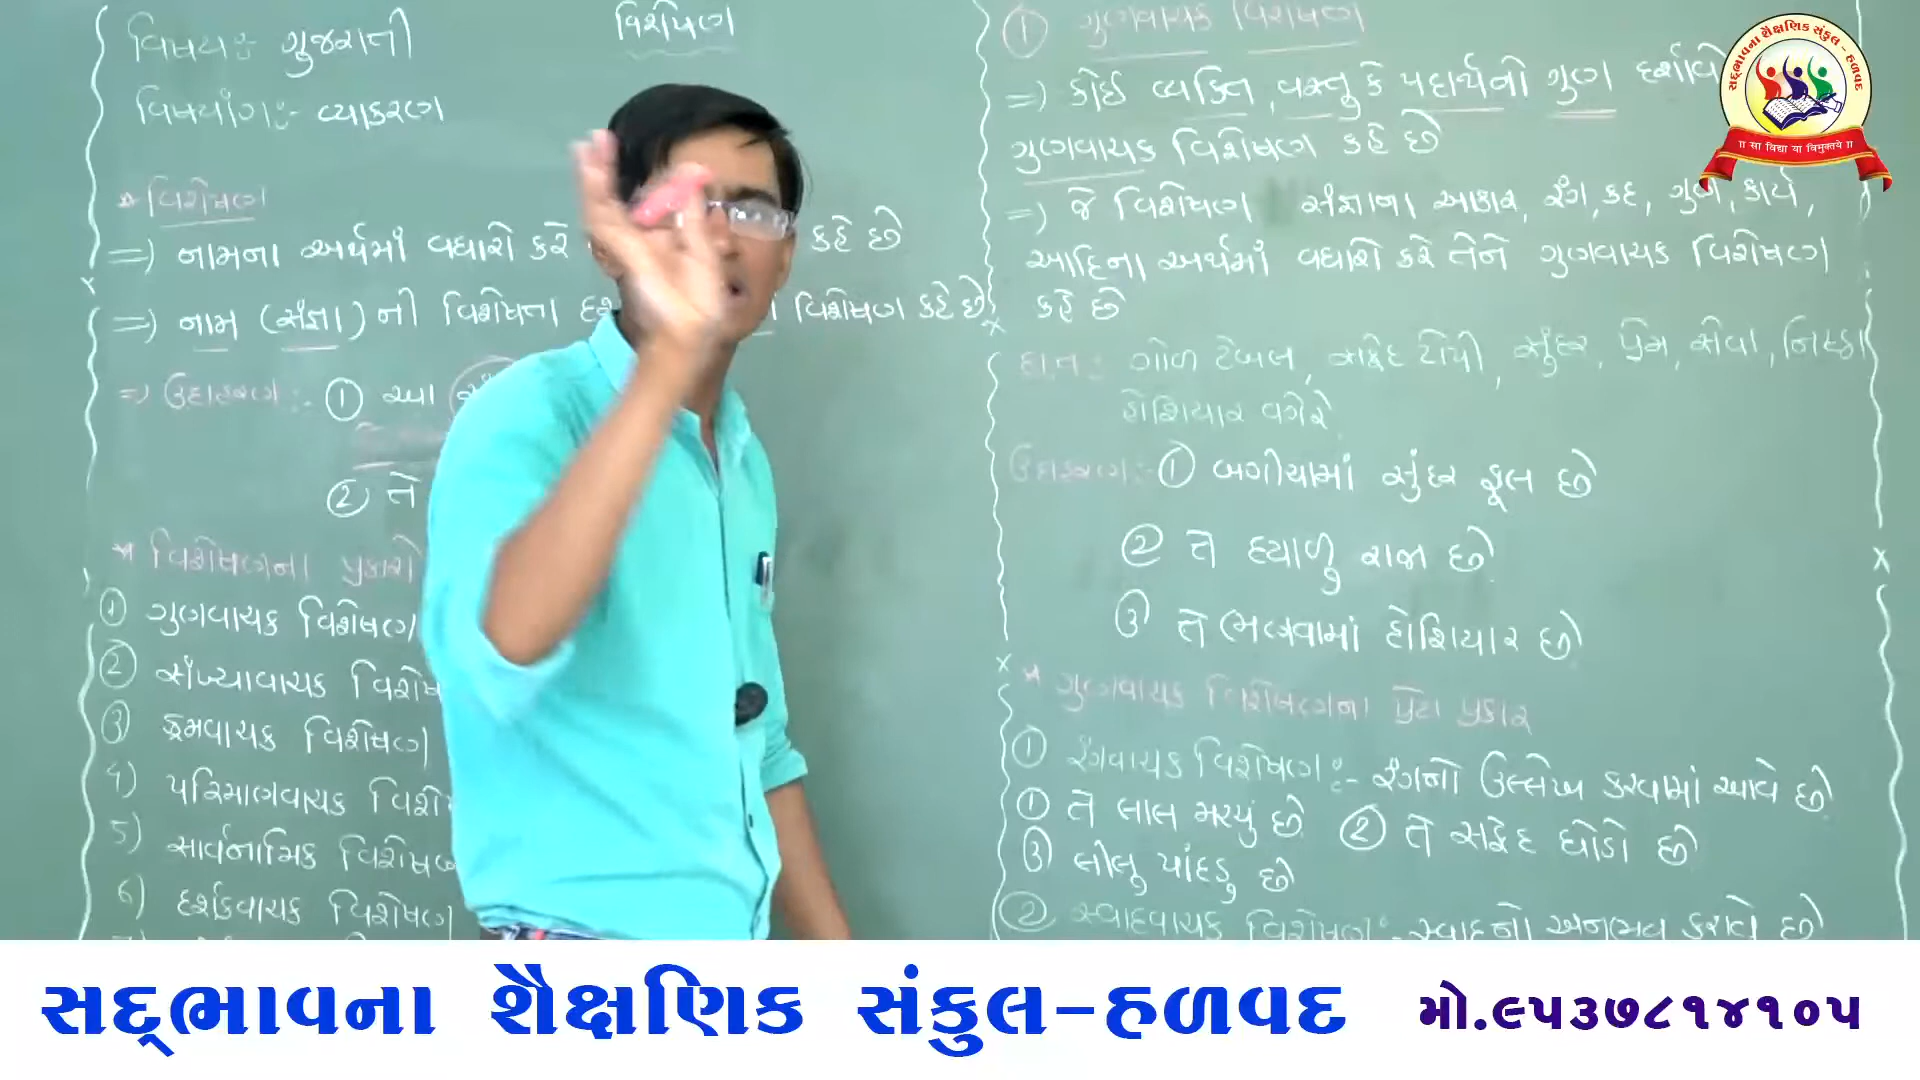 વિશેષણ
વિષય:- ગુજરાતી
વિષયાંગ:- વ્યાકરણ
* વિશેષણ
=> નામના અર્થમાં વધારો કરે કહે છે
=> નામ (સંજ્ઞા) ની વિશેષતા વિશેષણ કહે છે
=> ઉદાહરણ :- ① આ
② તે
* વિશેષણના પ્રકારો
① ગુણવાચક વિશેષણ
② સંખ્યાવાચક
③ ક્રમવાચક વિશેષણ
4) પરિમાણવાચક
5) સાર્વનામિક વિશેષણ
6) દર્શકવાચક વિશેષણ
① ગુણવાચક વિશેષણ
=> કોઈ વ્યક્તિ, વસ્તુ કે પદાર્થનો ગુણ
ગુણવાચક વિશેષણ કહે છે
=> જે વિશેષણ સંજ્ઞાના આકાર, રંગ, કદ, ગુણ, કાર્ય,
આદિના અર્થમાં વધારો કરે તેને ગુણવાચક વિશેષણ
કહે છે
દા.ત. :- ગોળ ટેબલ, સફેદ ટોપી, સુંદર, પ્રેમ, સેવા, નિષ્ઠા
હોશિયાર વગેરે
ઉદાહરણ :- ① બગીચામાં સુંદર ફૂલ છે
② તે દયાળુ રાજા છે
③ તે ભણવામાં હોશિયાર છે
* ગુણવાચક વિશેષણના પેટા પ્રકાર
① રંગવાચક વિશેષણ :- રંગનો ઉલ્લેખ કરવામાં આવે છે
① તે લાલ મરચું છે ② તે સફેદ ઘોડો છે
③ લીલુ પાંદડુ છે
② સ્વાદવાચક વિશેષણ :- સ્વાદનો અનુભવ કરાવે છે
સદ્ભાવના શૈક્ષણિક સંકુલ - હળવદ
॥ सा विद्या या विमुक्तये ॥
સદ્ભાવના શૈક્ષણિક સંકુલ-હળવદ મો.૯૫૩૭૮૧૪૧૦૫